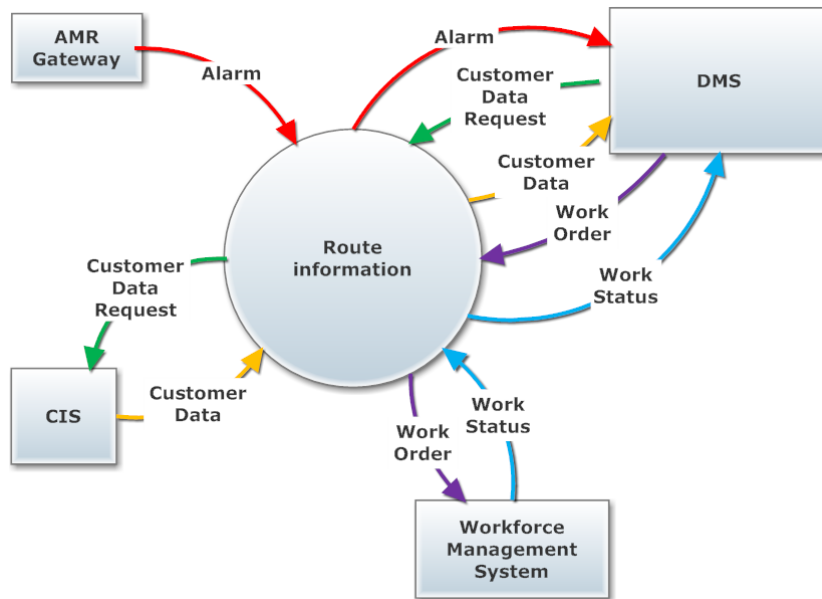 AMR
Gateway
Alarm
Alarm
DMS
Customer
Data
Request
Customer
Data
Work
Order
Route
information
Customer
Data
Request
Work
Status
CIS
Customer
Data
Work
Order
Work
Status
Workforce
Management
System